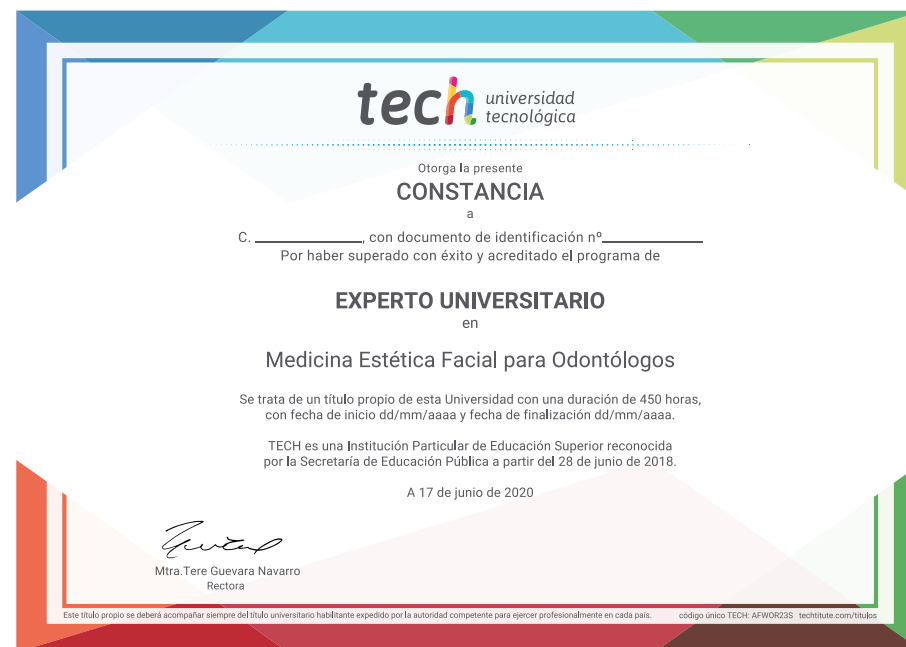 tech universidad
tecnológica
Otorga la presente
CONSTANCIA
a
C. ____________, con documento de identificación nº____________
Por haber superado con éxito y acreditado el programa de
EXPERTO UNIVERSITARIO
en
Medicina Estética Facial para Odontólogos
Se trata de un título propio de esta Universidad con una duración de 450 horas,
con fecha de inicio dd/mm/aaaa y fecha de finalización dd/mm/aaaa.
TECH es una Institución Particular de Educación Superior reconocida
por la Secretaría de Educación Pública a partir del 28 de junio de 2018.
A 17 de junio de 2020
Mtra.Tere Guevara Navarro
Rectora
Este título propio se deberá acompañar siempre del título universitario habilitante expedido por la autoridad competente para ejercer profesionalmente en cada país. código único TECH: AFWOR23S techtitute.com/titulos